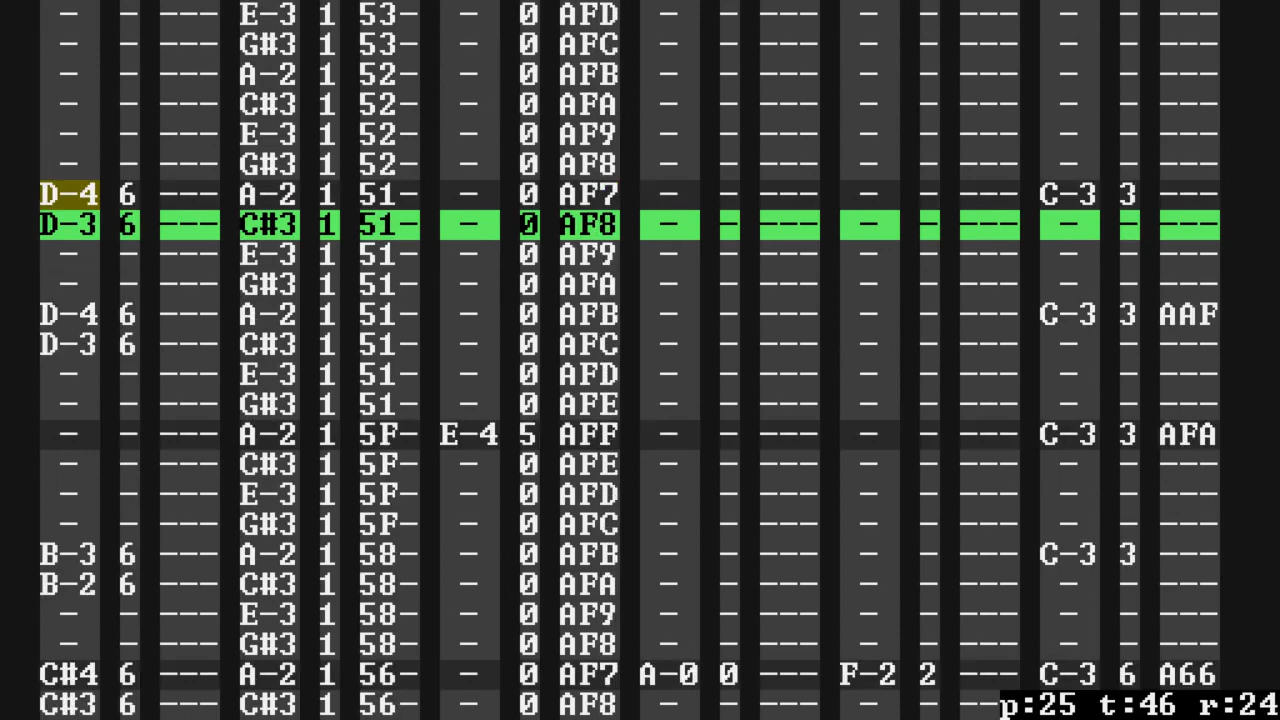 — — ——— E-3 1 53- — 0 AFD — — ——— — — ——— — — ———
— — ——— G#3 1 53- — 0 AFC — — ——— — — ——— — — ———
— — ——— A-2 1 52- — 0 AFB — — ——— — — ——— — — ———
— — ——— C#3 1 52- — 0 AFA — — ——— — — ——— — — ———
— — ——— E-3 1 52- — 0 AF9 — — ——— — — ——— — — ———
— — ——— G#3 1 52- — 0 AF8 — — ——— — — ——— — — ———
D-4 6 ——— A-2 1 51- — 0 AF7 — — ——— — — ——— C-3 3 ———
D-3 6 ——— C#3 1 51- — 0 AF8 — — ——— — — ——— — — ———
— — ——— E-3 1 51- — 0 AF9 — — ——— — — ——— — — ———
— — ——— G#3 1 51- — 0 AFA — — ——— — — ——— — — ———
D-4 6 ——— A-2 1 51- — 0 AFB — — ——— — — ——— C-3 3 AAF
D-3 6 ——— C#3 1 51- — 0 AFC — — ——— — — ——— — — ———
— — ——— E-3 1 51- — 0 AFD — — ——— — — ——— — — ———
— — ——— G#3 1 51- — 0 AFE — — ——— — — ——— — — ———
— — ——— A-2 1 5F- E-4 5 AFF — — ——— — — ——— C-3 3 AFA
— — ——— C#3 1 5F- — 0 AFE — — ——— — — ——— — — ———
— — ——— E-3 1 5F- — 0 AFD — — ——— — — ——— — — ———
— — ——— G#3 1 5F- — 0 AFC — — ——— — — ——— — — ———
B-3 6 ——— A-2 1 58- — 0 AFB — — ——— — — ——— C-3 3 ———
B-2 6 ——— C#3 1 58- — 0 AFA — — ——— — — ——— — — ———
— — ——— E-3 1 58- — 0 AF9 — — ——— — — ——— — — ———
— — ——— G#3 1 58- — 0 AF8 — — ——— — — ——— — — ———
C#4 6 ——— A-2 1 56- — 0 AF7 A-0 0 ——— F-2 2 ——— C-3 6 A66
C#3 6 ——— C#3 1 56- — 0 AF8 — — ——— — — ———
p:25 t:46 r:24